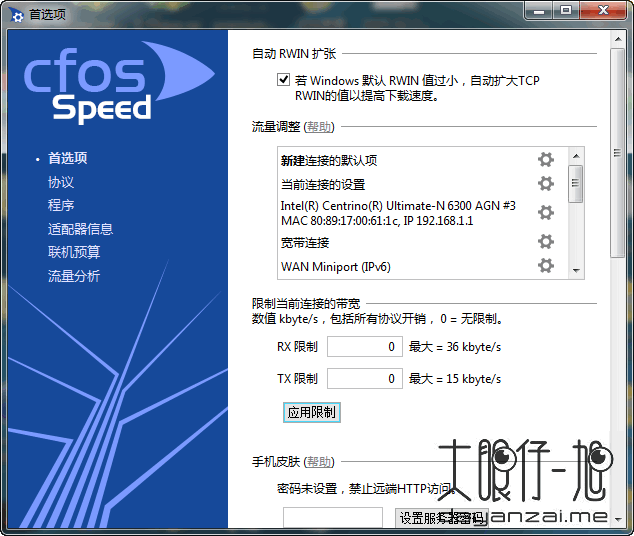 首选项
cfos
Speed
首选项
协议
程序
适配器信息
联机预算
流量分析
自动 RWIN 扩张
若 Windows 默认 RWIN 值过小，自动扩大TCP
RWIN的值以提高下载速度。
流量调整 (帮助)
新建连接的默认项
当前连接的设置
Intel(R) Centrino(R) Ultimate-N 6300 AGN #3
MAC 80:89:17:00:61:1c, IP 192.168.1.1
宽带连接
WAN Miniport (IPv6)
限制当前连接的带宽
数值 kbyte/s，包括所有协议开销， 0 = 无限制。
RX 限制 0 最大 = 36 kbyte/s
TX 限制 0 最大 = 15 kbyte/s
应用限制
手机皮肤 (帮助)
密码未设置，禁止远端HTTP访问。
设置服务器密码
大眼仔~旭
dayanzai.me